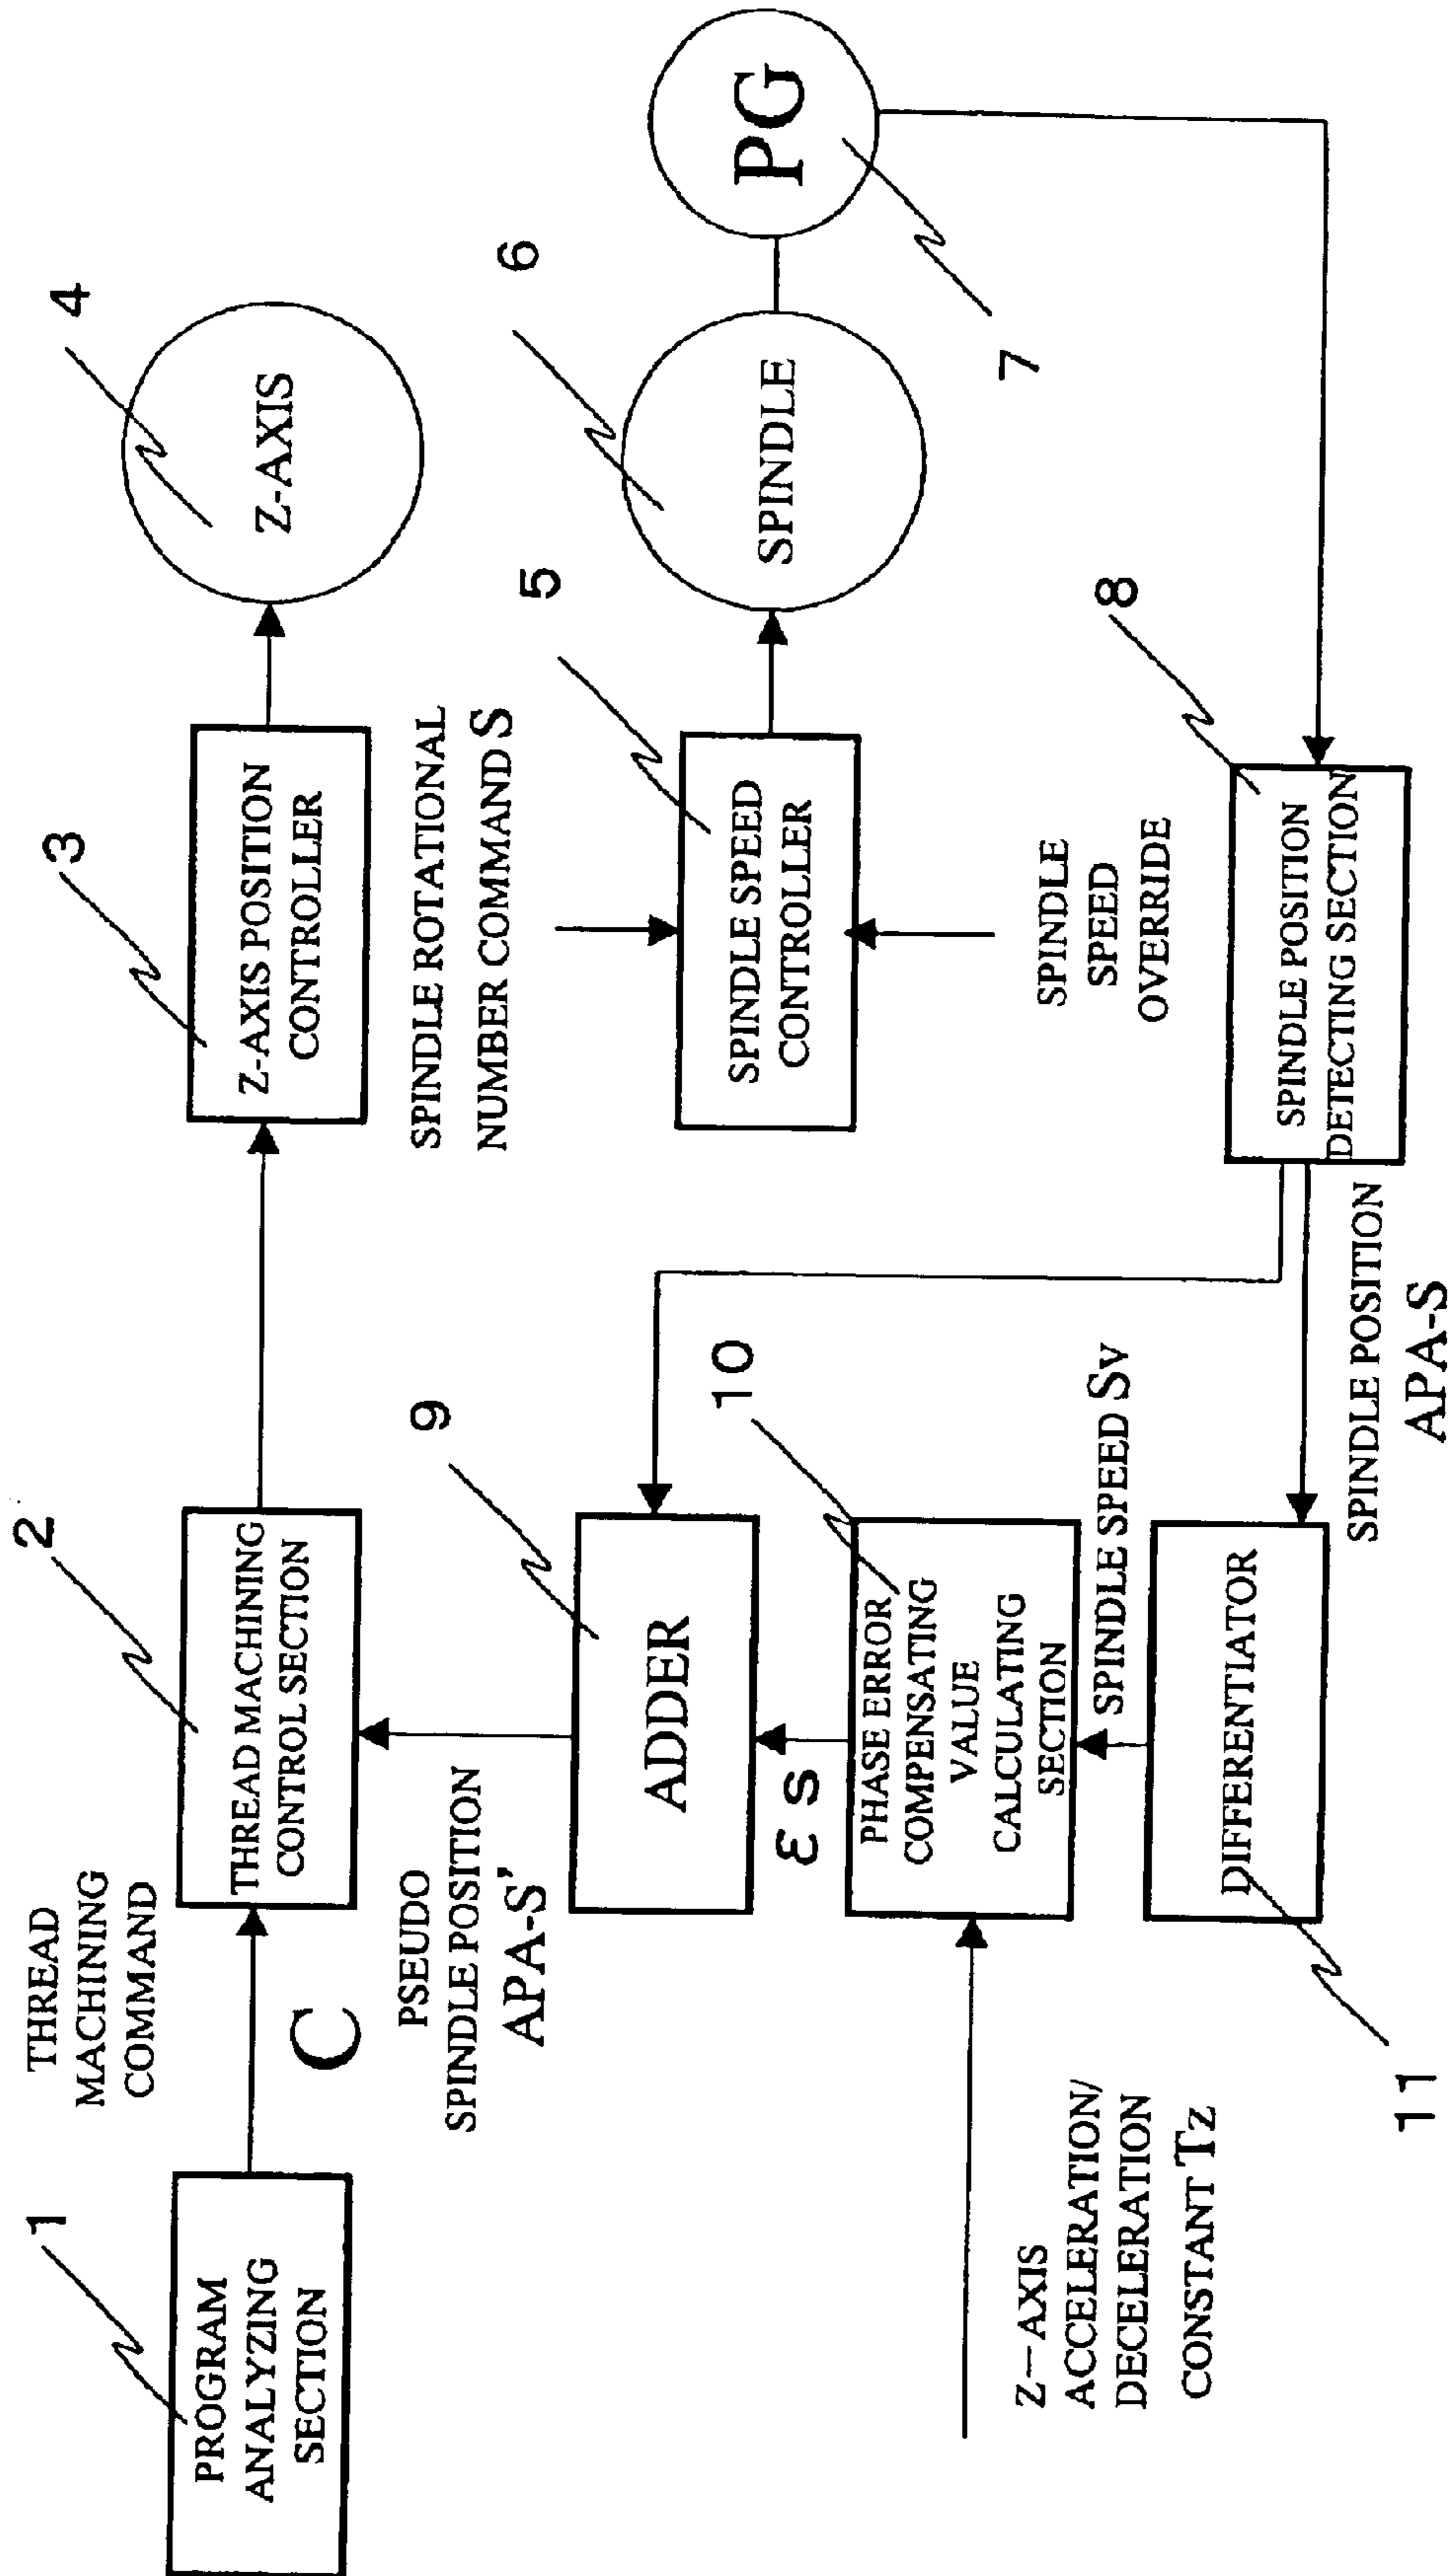 1
PROGRAM
ANALYZING
SECTION
THREAD
MACHINING
COMMAND
C
2
THREAD MACHINING
CONTROL SECTION
3
Z-AXIS POSITION
CONTROLLER
4
Z-AXIS
PSEUDO
SPINDLE POSITION
APA-S'
9
ADDER
SPINDLE ROTATIONAL
NUMBER COMMAND S
5
SPINDLE SPEED
CONTROLLER
6
SPINDLE
PG
7
SPINDLE
SPEED
OVERRIDE
ε s
10
PHASE ERROR
COMPENSATING
VALUE
CALCULATING
SECTION
Z-AXIS
ACCELERATION/
DECELERATION
CONSTANT Tz
SPINDLE SPEED Sv
8
SPINDLE POSITION
DETECTING SECTION
DIFFERENTIATOR
11
SPINDLE POSITION
APA-S